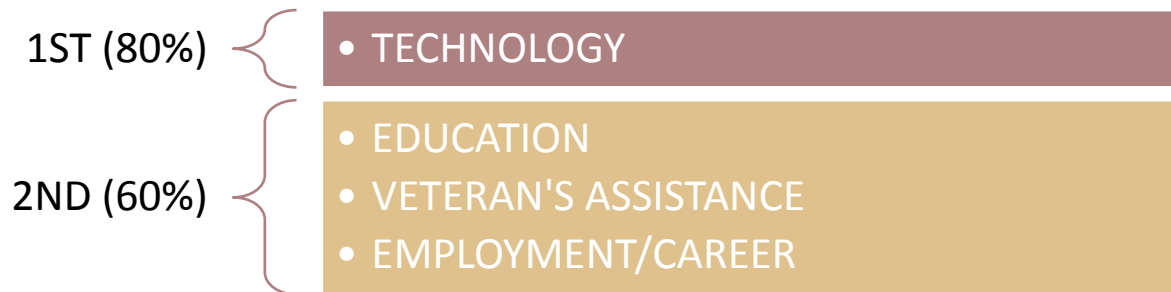 1ST (80%)
• TECHNOLOGY
2ND (60%)
• EDUCATION
• VETERAN'S ASSISTANCE
• EMPLOYMENT/CAREER